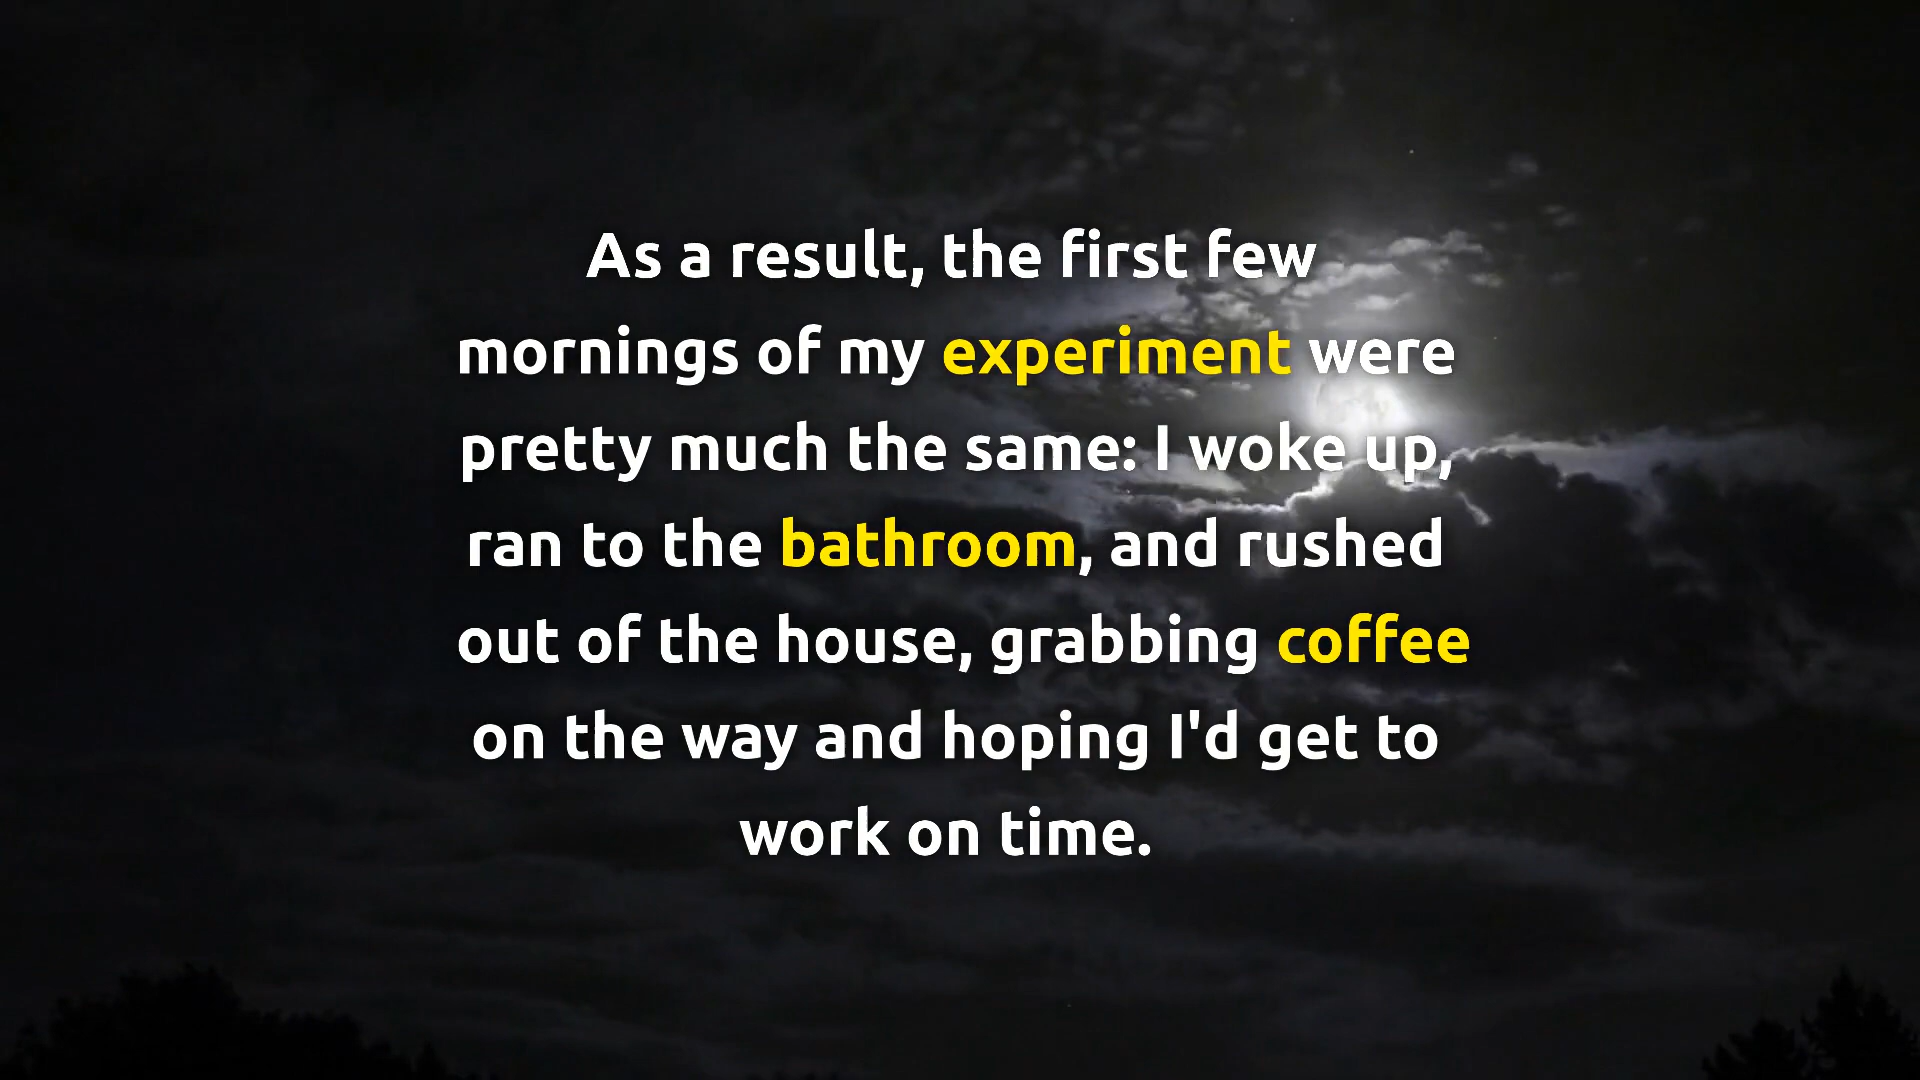 As a result, the first few
mornings of my experiment were
pretty much the same: I woke up,
ran to the bathroom, and rushed
out of the house, grabbing coffee
on the way and hoping I'd get to
work on time.